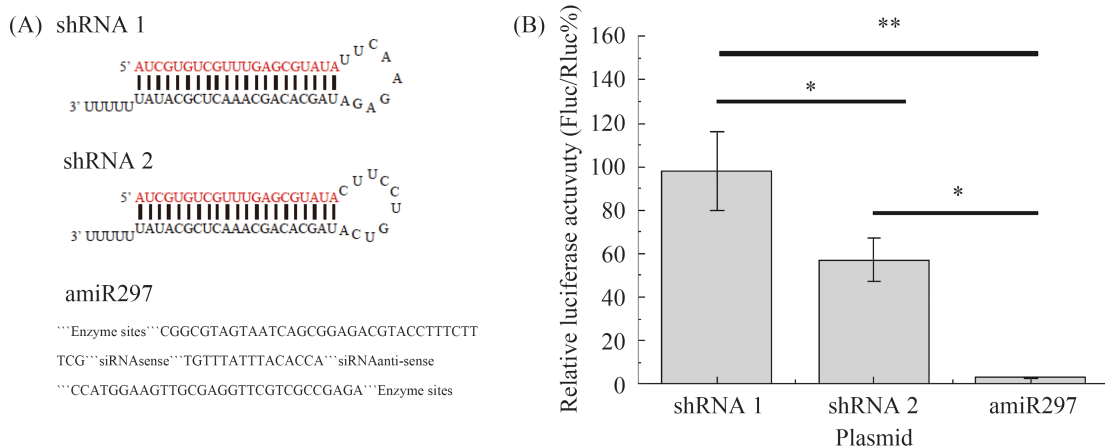 (A)
shRNA 1
5' AUCGUGUCGUUUGAGCGUAUA U U C A A G
3' UUUUU UAUACGCUCAAACGACACGAU A G A
shRNA 2
5' AUCGUGUCGUUUGAGCGUAUA C U U C C U G
3' UUUUU UAUACGCUCAAACGACACGAU A C U
amiR297
```Enzyme sites```CGGCGTAGTAATCAGCGGAGACGTACCTTTCTT
TCG```siRNAsense```TGTTTATTTACACCA```siRNAanti-sense
```CCATGGAAGTTGCGAGGTTCGTCGCCGAGA```Enzyme sites
(B)
Relative luciferase actuvuty (Fluc/Rluc%)
160
140
120
100
80
60
40
20
0
**
*
*
shRNA 1
shRNA 2
amiR297
Plasmid